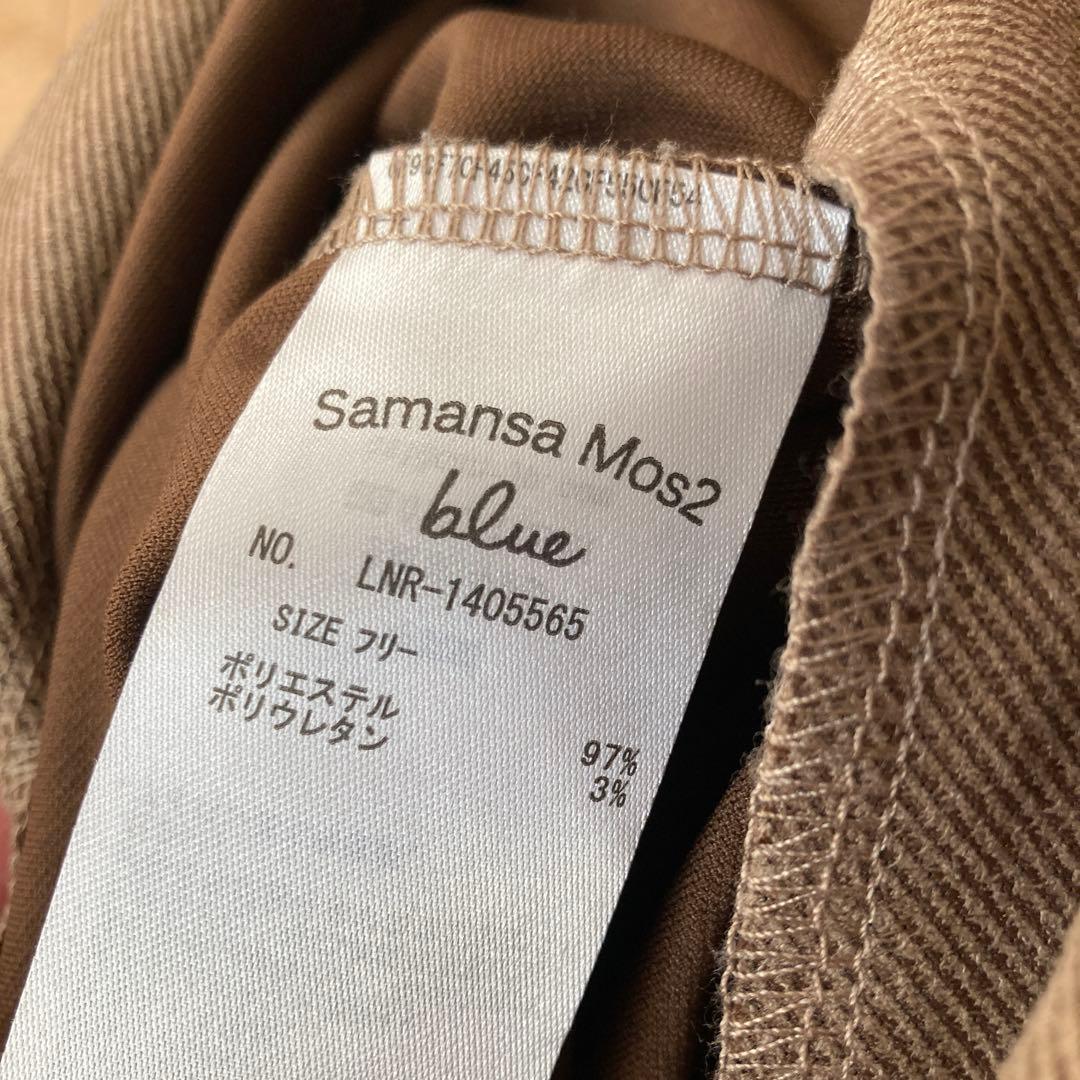 Samansa Mos2
blue
NO. LNR-1405565
SIZE フリー
ポリエステル 97%
ポリウレタン 3%